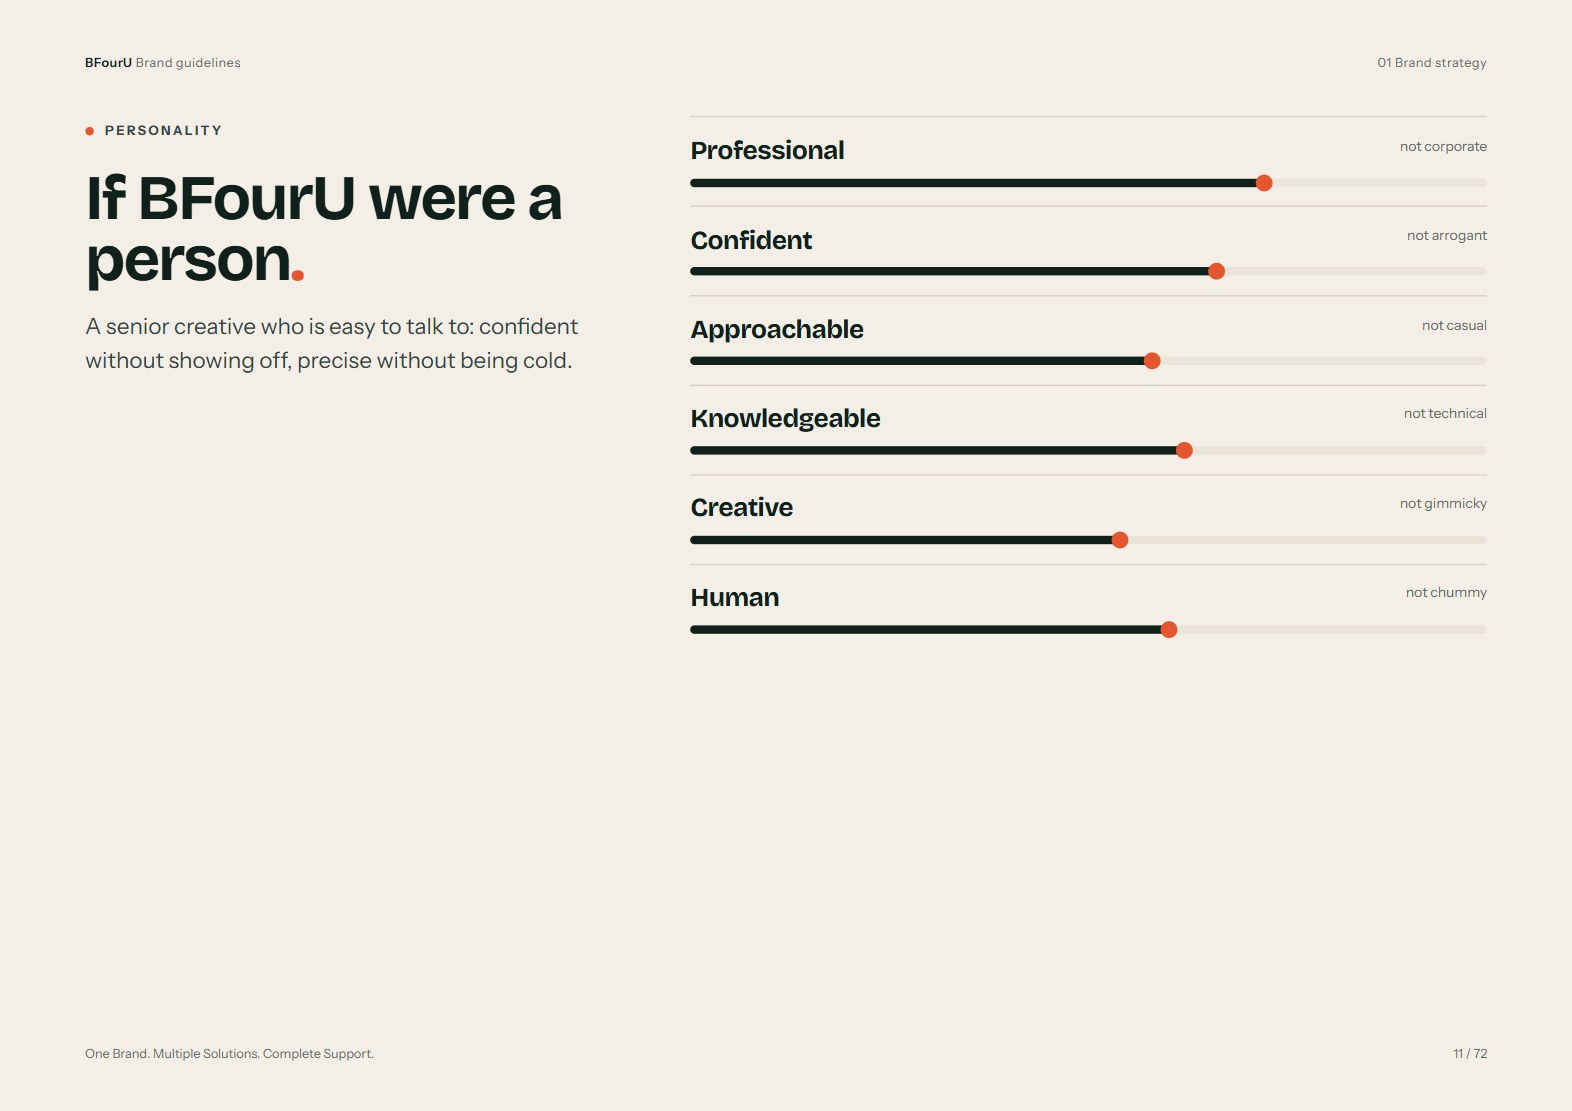 BFourU Brand guidelines
01 Brand strategy
PERSONALITY
If BFourU were a
person.
A senior creative who is easy to talk to: confident
without showing off, precise without being cold.
Professional
not corporate
Confident
not arrogant
Approachable
not casual
Knowledgeable
not technical
Creative
not gimmicky
Human
not chummy
One Brand. Multiple Solutions. Complete Support.
11 / 72